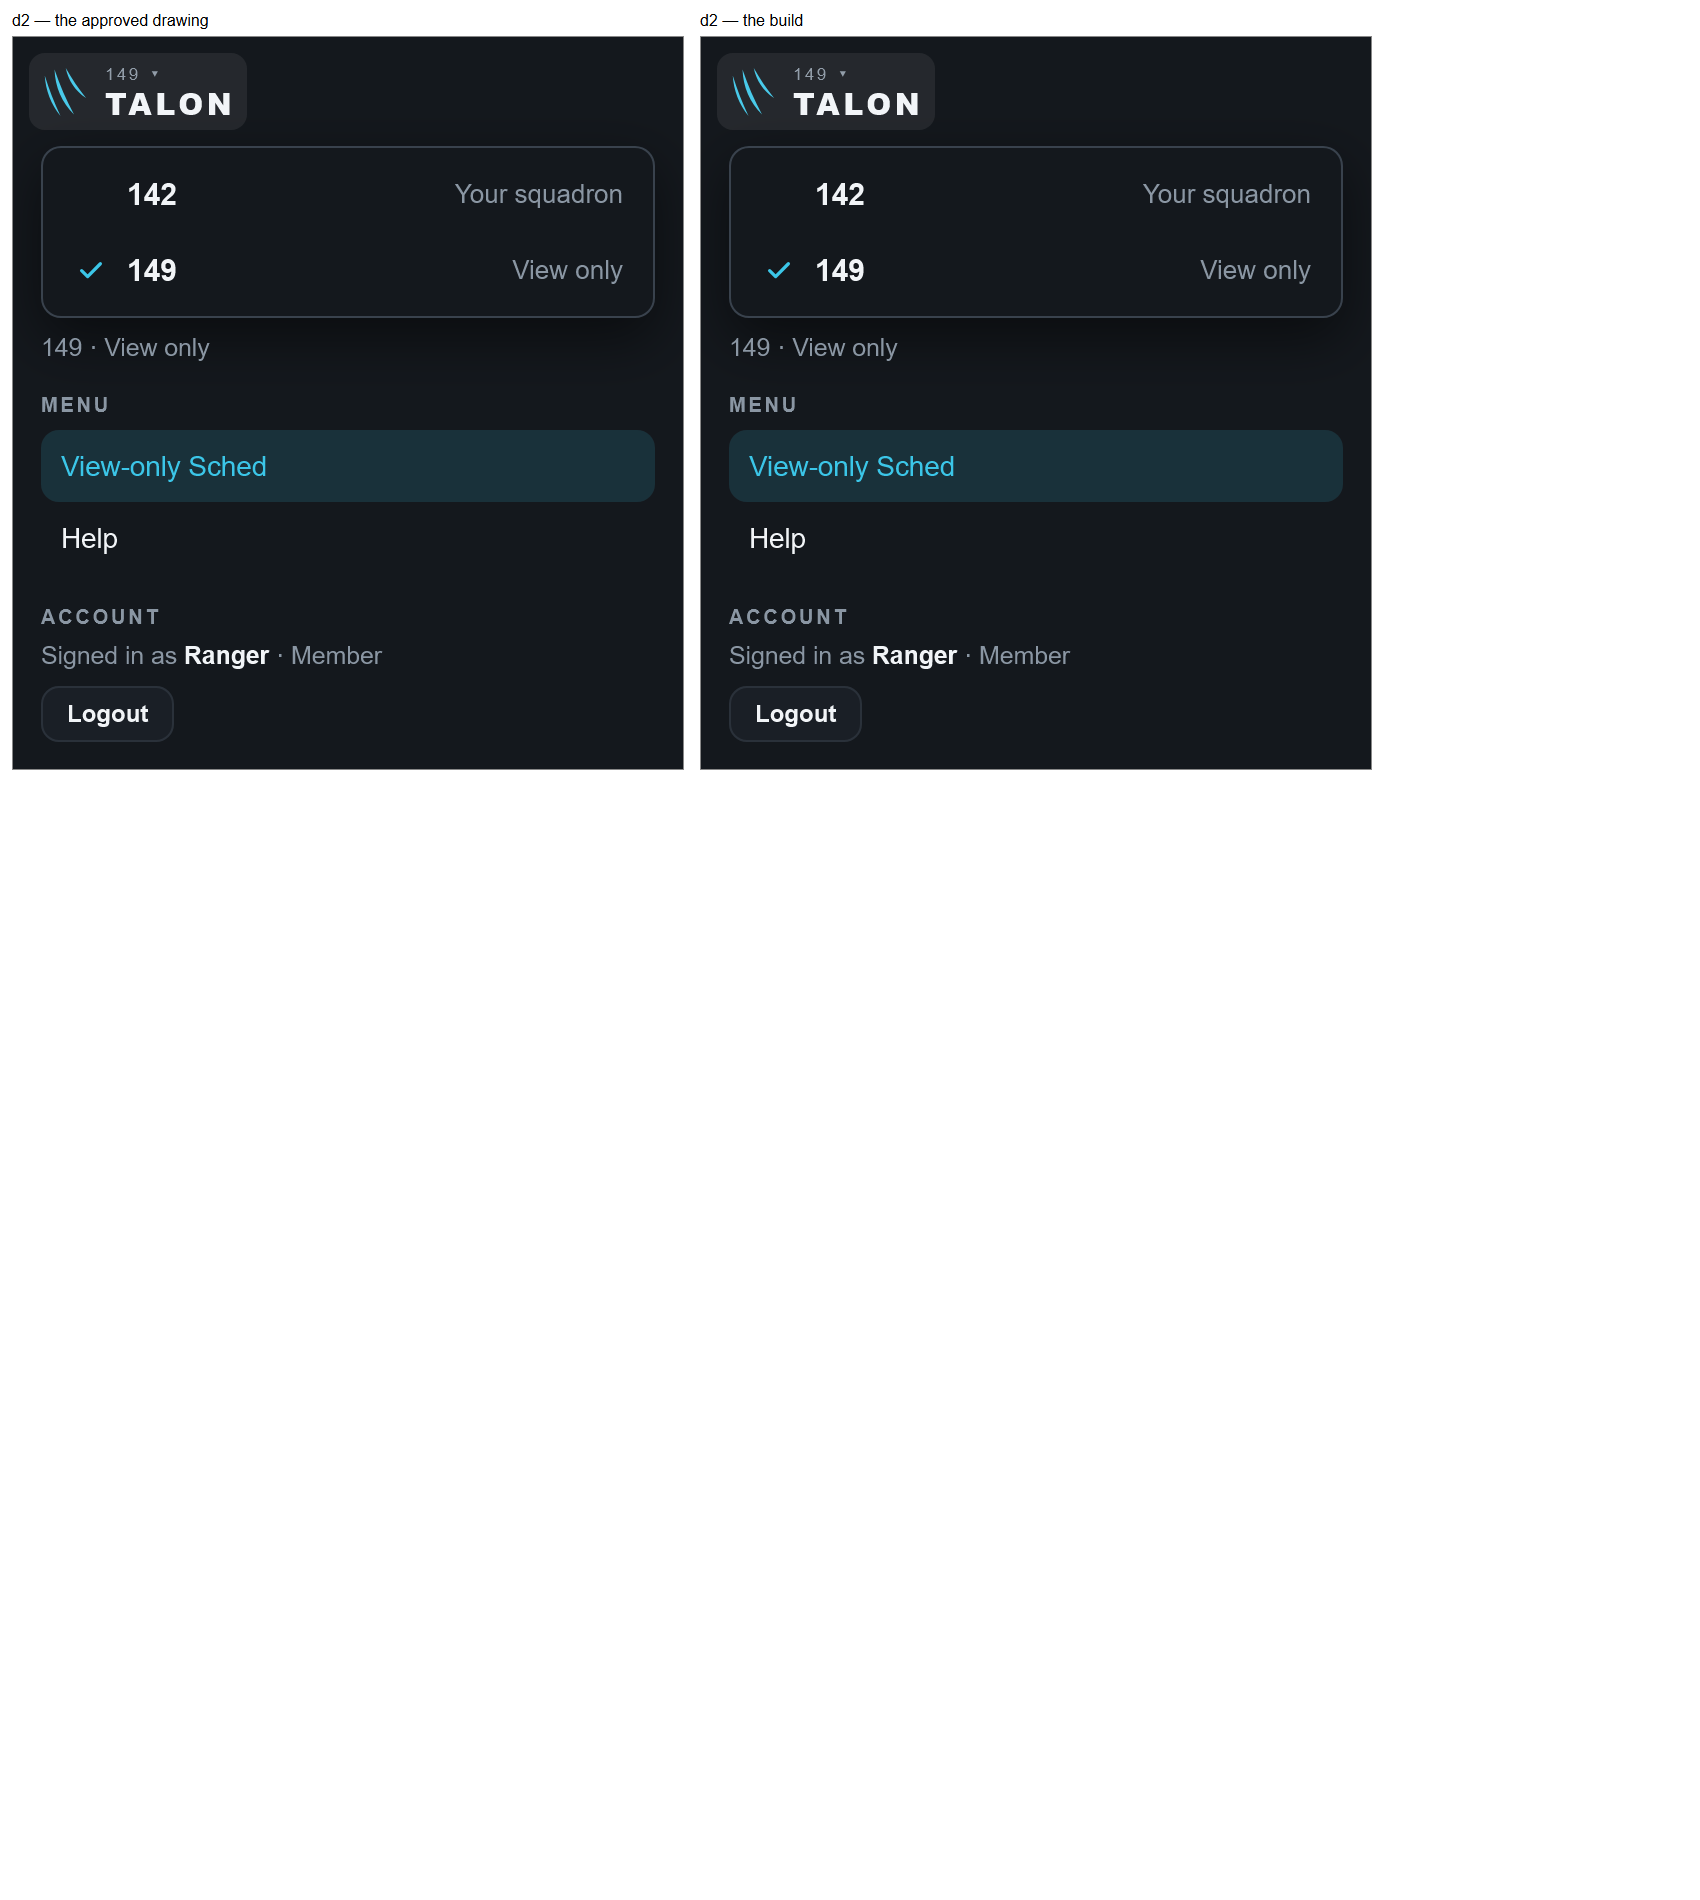 d2 — the approved drawing
149 ▾
TALON
142 Your squadron
✓ 149 View only
149 · View only
MENU
View-only Sched
Help
ACCOUNT
Signed in as Ranger · Member
Logout
d2 — the build
149 ▾
TALON
142 Your squadron
✓ 149 View only
149 · View only
MENU
View-only Sched
Help
ACCOUNT
Signed in as Ranger · Member
Logout